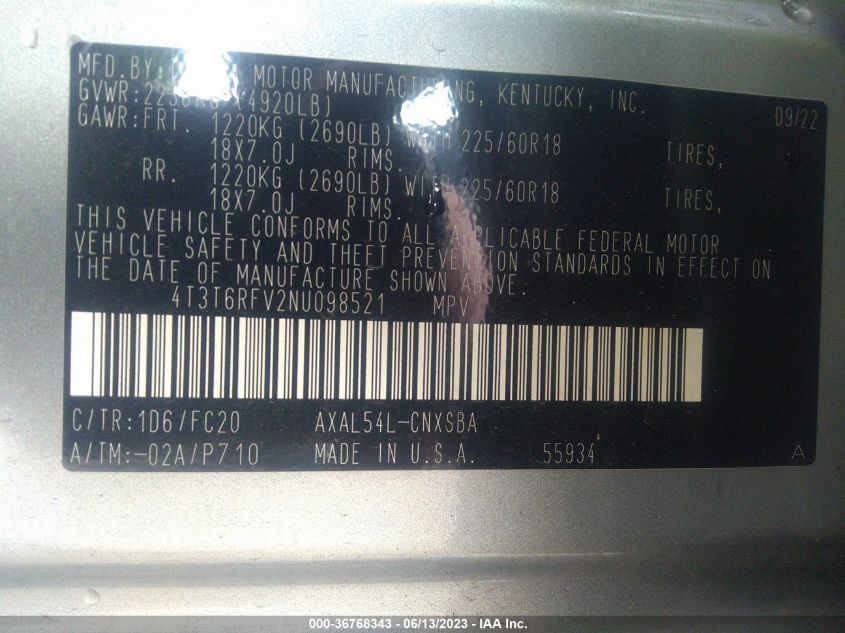 MFD.BY: MOTOR MANUFACTURING, KENTUCKY, INC.
GVWR: (4920LB) 09/22
GAWR:FRT. 1220KG (2690LB) WITH 225/60R18 TIRES,
18X7.0J RIMS.
RR. 1220KG (2690LB) WITH 225/60R18 TIRES,
18X7.0J RIMS.
THIS VEHICLE CONFORMS TO ALL APPLICABLE FEDERAL MOTOR
VEHICLE SAFETY AND THEFT PREVENTION STANDARDS IN EFFECT ON
THE DATE OF MANUFACTURE SHOWN ABOVE.
4T3T6RFV2NU098521 MPV
C/TR:1D6/FC20 AXAL54L-CNXSBA
A/TM:-02A/P710 MADE IN U.S.A. 55934 A
000-36768343 - 06/13/2023 - IAA Inc.